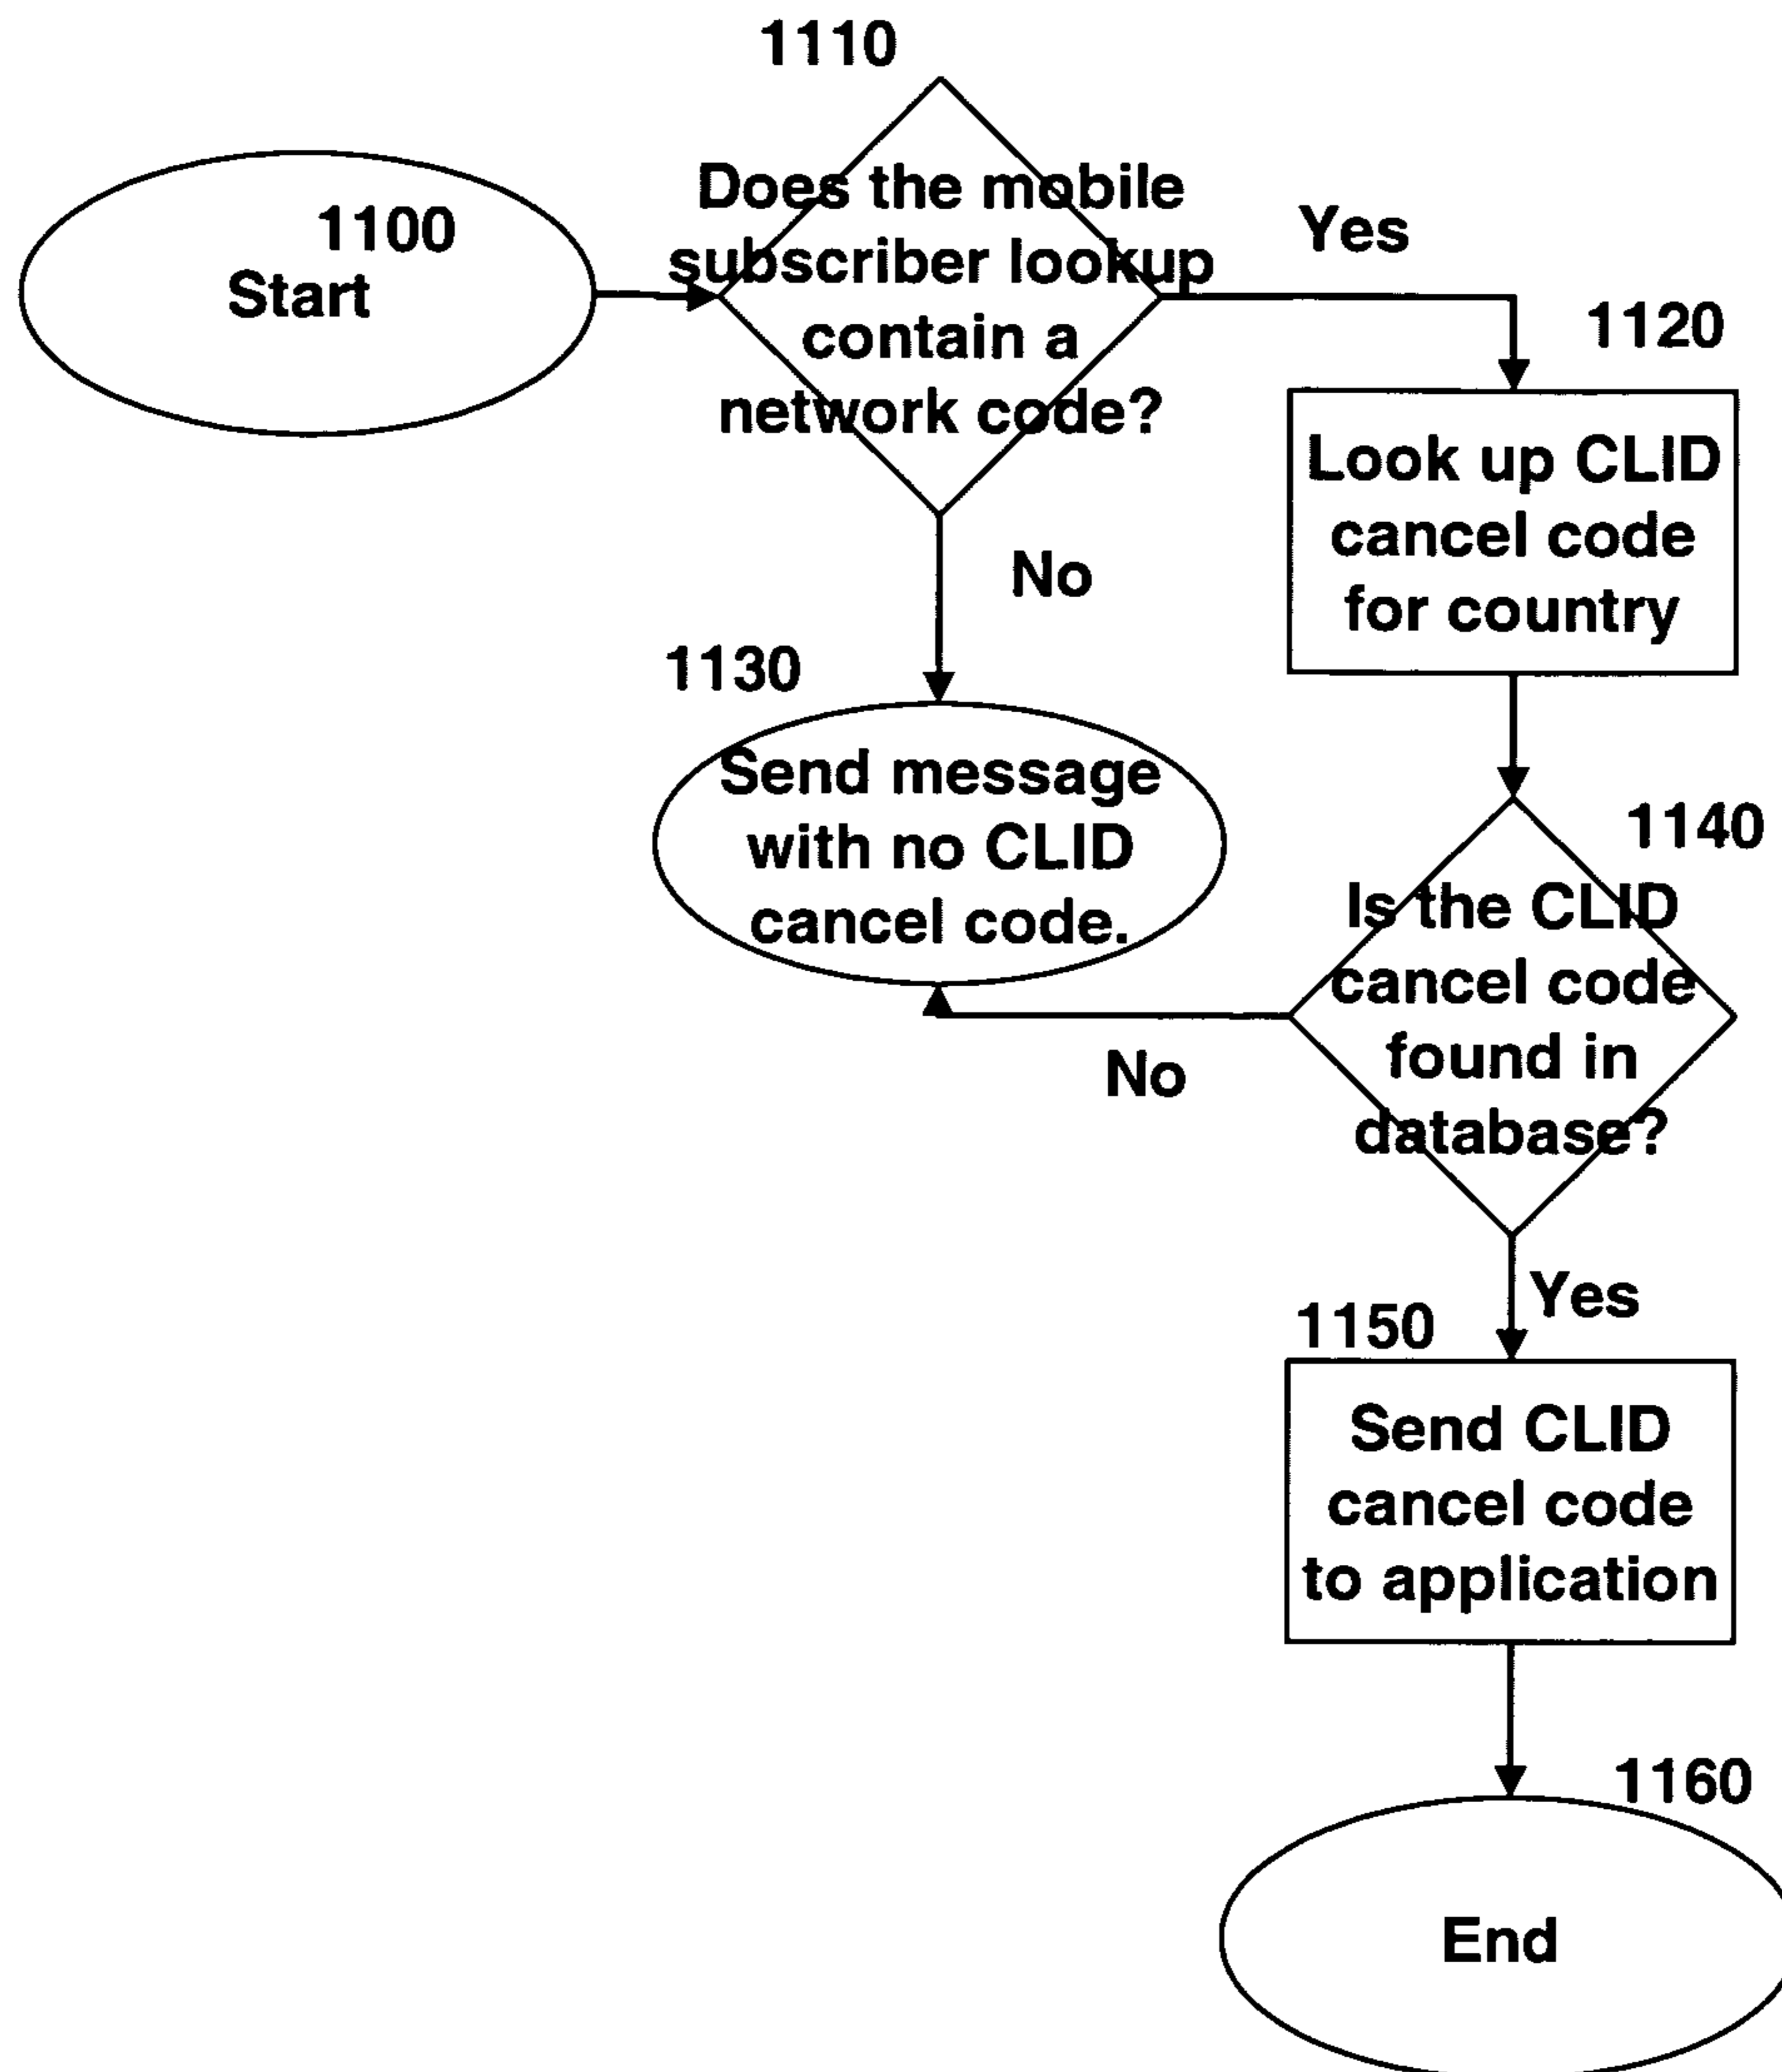 1110
1100
Start
Does the mobile
subscriber lookup
contain a
network code?
Yes
1120
Look up CLID
cancel code
for country
No
1130
Send message
with no CLID
cancel code.
1140
Is the CLID
cancel code
found in
database?
No
Yes
1150
Send CLID
cancel code
to application
1160
End